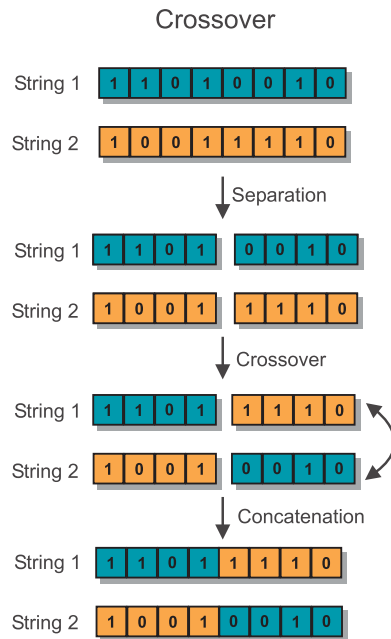 Crossover
String 1 1 1 0 1 0 0 1 0
String 2 1 0 0 1 1 1 1 0
Separation
String 1 1 1 0 1 0 0 1 0
String 2 1 0 0 1 1 1 1 0
Crossover
String 1 1 1 0 1 1 1 1 0
String 2 1 0 0 1 0 0 1 0
Concatenation
String 1 1 1 0 1 1 1 1 0
String 2 1 0 0 1 0 0 1 0